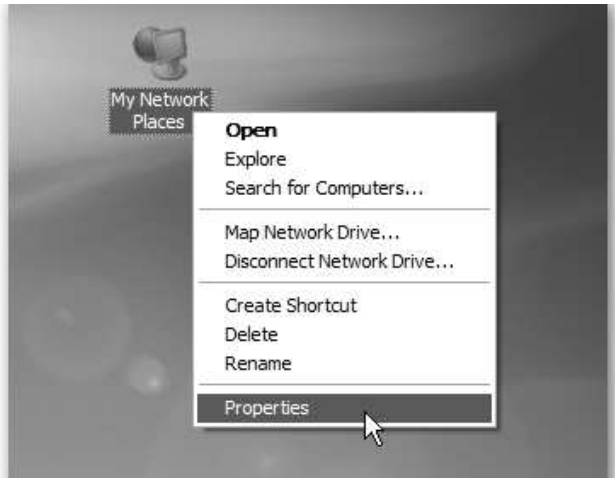 My Network
Places
Open
Explore
Search for Computers...
Map Network Drive...
Disconnect Network Drive...
Create Shortcut
Delete
Rename
Properties